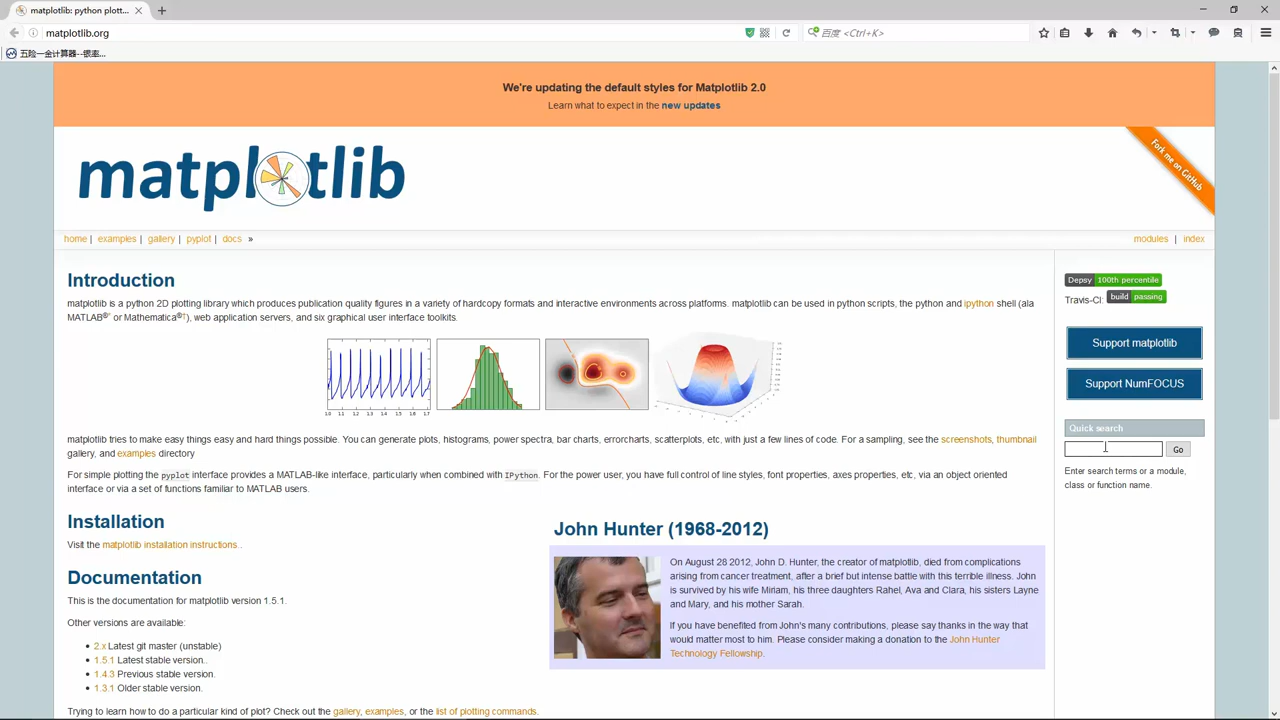 matplotlib: python plott...
matplotlib.org
百度 <Ctrl+K>
五险一金计算器--银率...
We're updating the default styles for Matplotlib 2.0
Learn what to expect in the new updates
matplotlib
Fork me on GitHub
home | examples | gallery | pyplot | docs »
modules | index
Introduction
matplotlib is a python 2D plotting library which produces publication quality figures in a variety of hardcopy formats and interactive environments across platforms. matplotlib can be used in python scripts, the python and ipython shell (ala
MATLAB®* or Mathematica®†), web application servers, and six graphical user interface toolkits.
1.0 1.1 1.2 1.3 1.4 1.5 1.6 1.7
matplotlib tries to make easy things easy and hard things possible. You can generate plots, histograms, power spectra, bar charts, errorcharts, scatterplots, etc, with just a few lines of code. For a sampling, see the screenshots, thumbnail
gallery, and examples directory
For simple plotting the pyplot interface provides a MATLAB-like interface, particularly when combined with IPython. For the power user, you have full control of line styles, font properties, axes properties, etc, via an object oriented
interface or via a set of functions familiar to MATLAB users.
Installation
Visit the matplotlib installation instructions..
Documentation
This is the documentation for matplotlib version 1.5.1.
Other versions are available:
2.x Latest git master (unstable)
1.5.1 Latest stable version..
1.4.3 Previous stable version.
1.3.1 Older stable version.
Trying to learn how to do a particular kind of plot? Check out the gallery, examples, or the list of plotting commands.
John Hunter (1968-2012)
On August 28 2012, John D. Hunter, the creator of matplotlib, died from complications
arising from cancer treatment, after a brief but intense battle with this terrible illness. John
is survived by his wife Miriam, his three daughters Rahel, Ava and Clara, his sisters Layne
and Mary, and his mother Sarah.
If you have benefited from John's many contributions, please say thanks in the way that
would matter most to him. Please consider making a donation to the John Hunter
Technology Fellowship.
Depsy 100th percentile
Travis-CI: build passing
Support matplotlib
Support NumFOCUS
Quick search
Go
Enter search terms or a module,
class or function name.